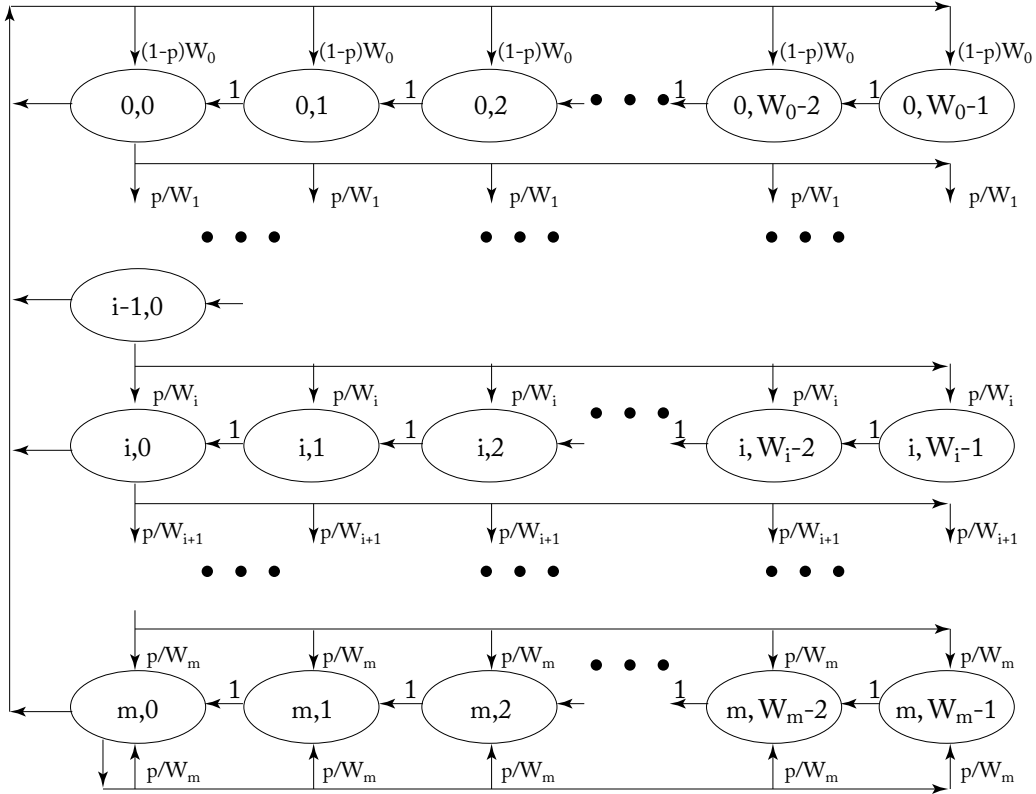 (1-p)W₀ (1-p)W₀ (1-p)W₀ (1-p)W₀ (1-p)W₀
0,0 1 0,1 1 0,2 1 0, W₀-2 1 0, W₀-1
p/W₁ p/W₁ p/W₁ p/W₁ p/W₁
i-1,0
p/Wᵢ p/Wᵢ p/Wᵢ p/Wᵢ p/Wᵢ
i,0 1 i,1 1 i,2 1 i, Wᵢ-2 1 i, Wᵢ-1
p/Wᵢ₊₁ p/Wᵢ₊₁ p/Wᵢ₊₁ p/Wᵢ₊₁ p/Wᵢ₊₁
p/Wₘ p/Wₘ p/Wₘ p/Wₘ p/Wₘ
m,0 1 m,1 1 m,2 1 m, Wₘ-2 1 m, Wₘ-1
p/Wₘ p/Wₘ p/Wₘ p/Wₘ p/Wₘ